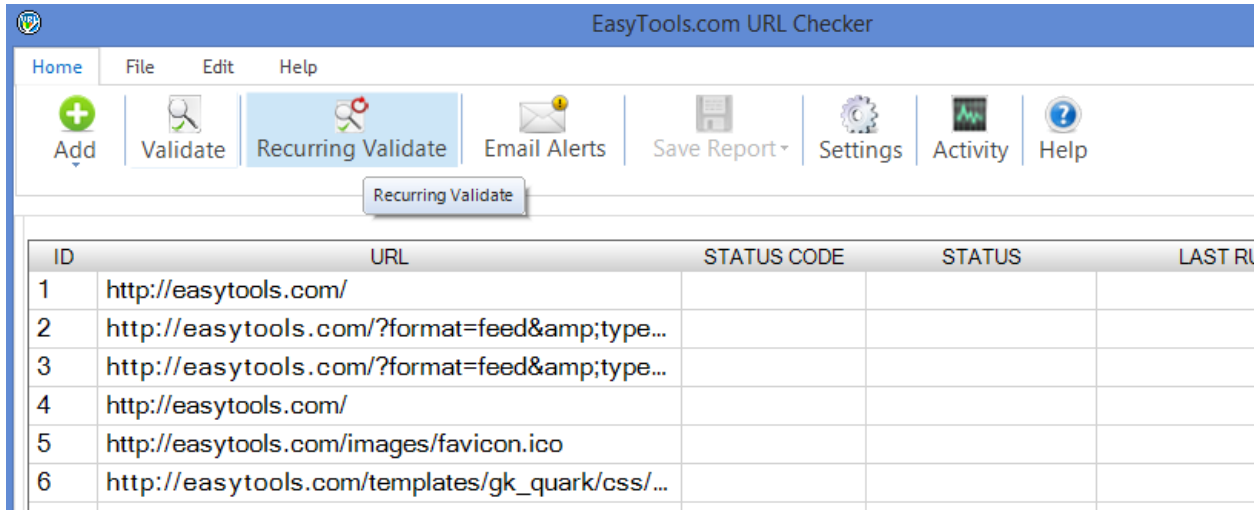 EasyTools.com URL Checker
Home File Edit Help
Add Validate Recurring Validate Email Alerts Save Report Settings Activity Help
Recurring Validate
ID URL STATUS CODE STATUS LAST RU
1 http://easytools.com/
2 http://easytools.com/?format=feed&amp;type...
3 http://easytools.com/?format=feed&amp;type...
4 http://easytools.com/
5 http://easytools.com/images/favicon.ico
6 http://easytools.com/templates/gk_quark/css/...